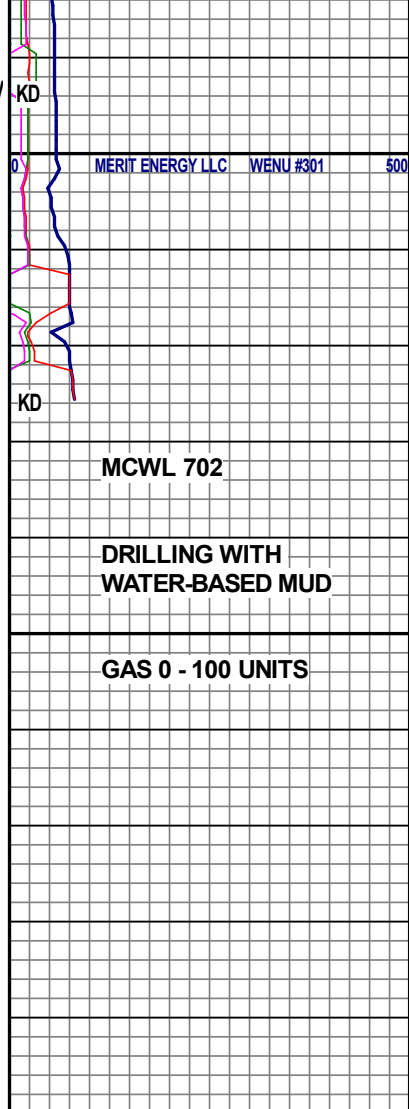 KD
0 MERIT ENERGY LLC WENU #301 500
KD
MCWL 702
DRILLING WITH
WATER-BASED MUD
GAS 0 - 100 UNITS